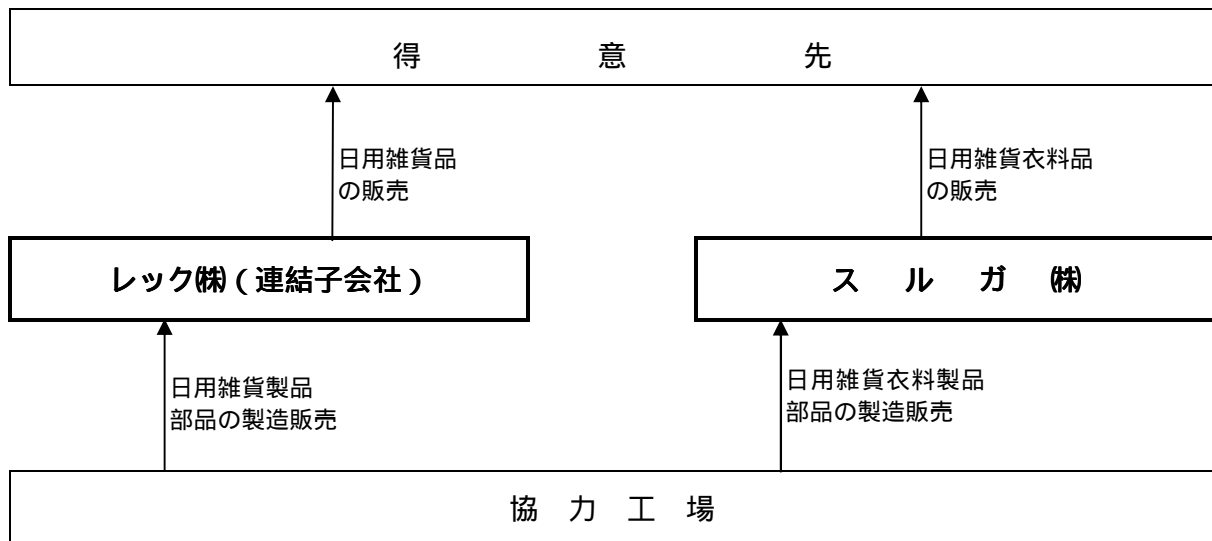 得意先
日用雑貨品
の販売
日用雑貨衣料品
の販売
レック㈱(連結子会社)
スルガ㈱
日用雑貨製品
部品の製造販売
日用雑貨衣料製品
部品の製造販売
協力工場